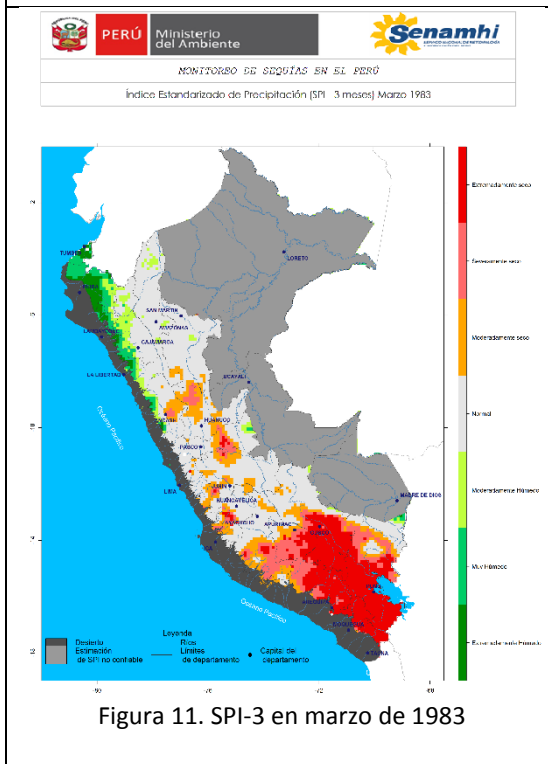 PERÚ
Ministerio
del Ambiente
Senamhi
MONITOREO DE SEQUÍAS EN EL PERÚ
Índice Estandarizado de Precipitación (SPI - 3 meses) Marzo 1983
Extremadamente seco
Severamente seco
Moderadamente seco
Normal
Moderadamente Húmedo
Muy Húmedo
Extremadamente Húmedo
TUMBES
PIURA
LORETO
SAN MARTIN
AMAZONAS
LAMBAYEQUE
CAJAMARCA
LA LIBERTAD
UCAYALI
ANCASH
HUANUCO
PASCO
LIMA
JUNIN
HUANCAVELICA
MADRE DE DIOS
AYACUCHO
APURIMAC
CUSCO
ICA
PUNO
AREQUIPA
MOQUEGUA
TACNA
Océano Pacífico
Océano Pacífico
Leyenda
Desierto
Estimación
de SPI no confiable
Ríos
Límites
de departamento
Capital del
departamento
Figura 11. SPI-3 en marzo de 1983